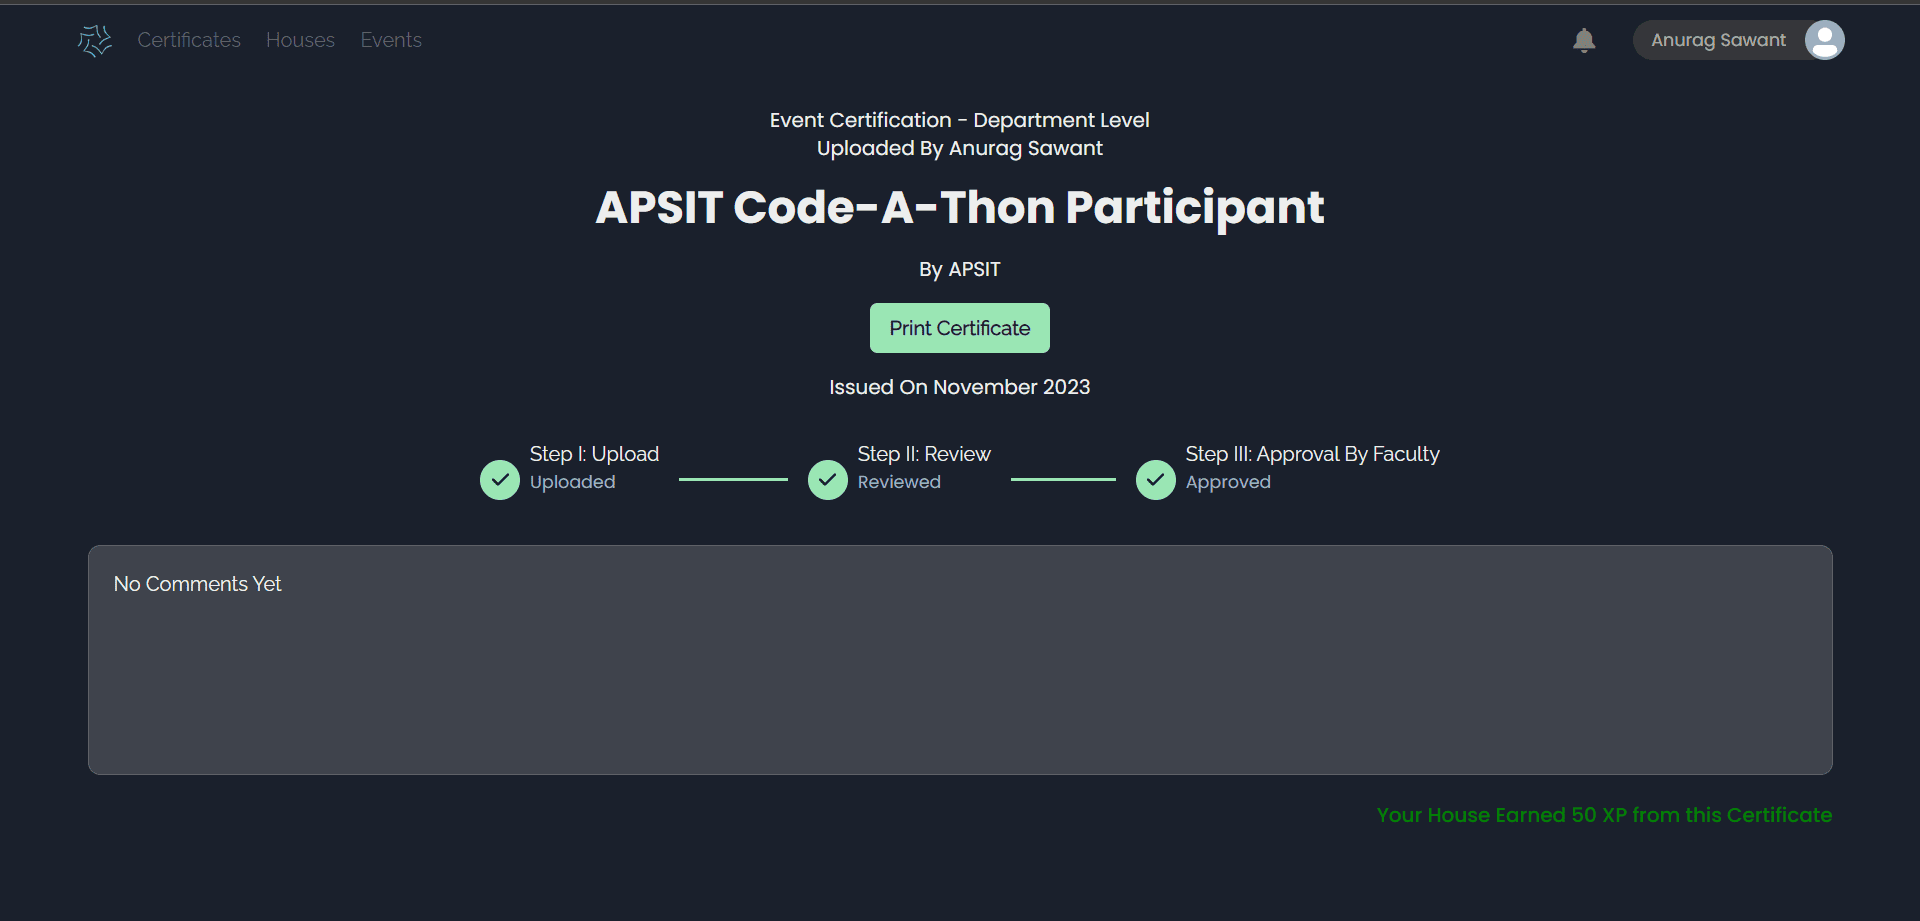 Certificates Houses Events Anurag Sawant
Event Certification - Department Level
Uploaded By Anurag Sawant
APSIT Code-A-Thon Participant
By APSIT
Print Certificate
Issued On November 2023
Step I: Upload
Uploaded
Step II: Review
Reviewed
Step III: Approval By Faculty
Approved
No Comments Yet
Your House Earned 50 XP from this Certificate